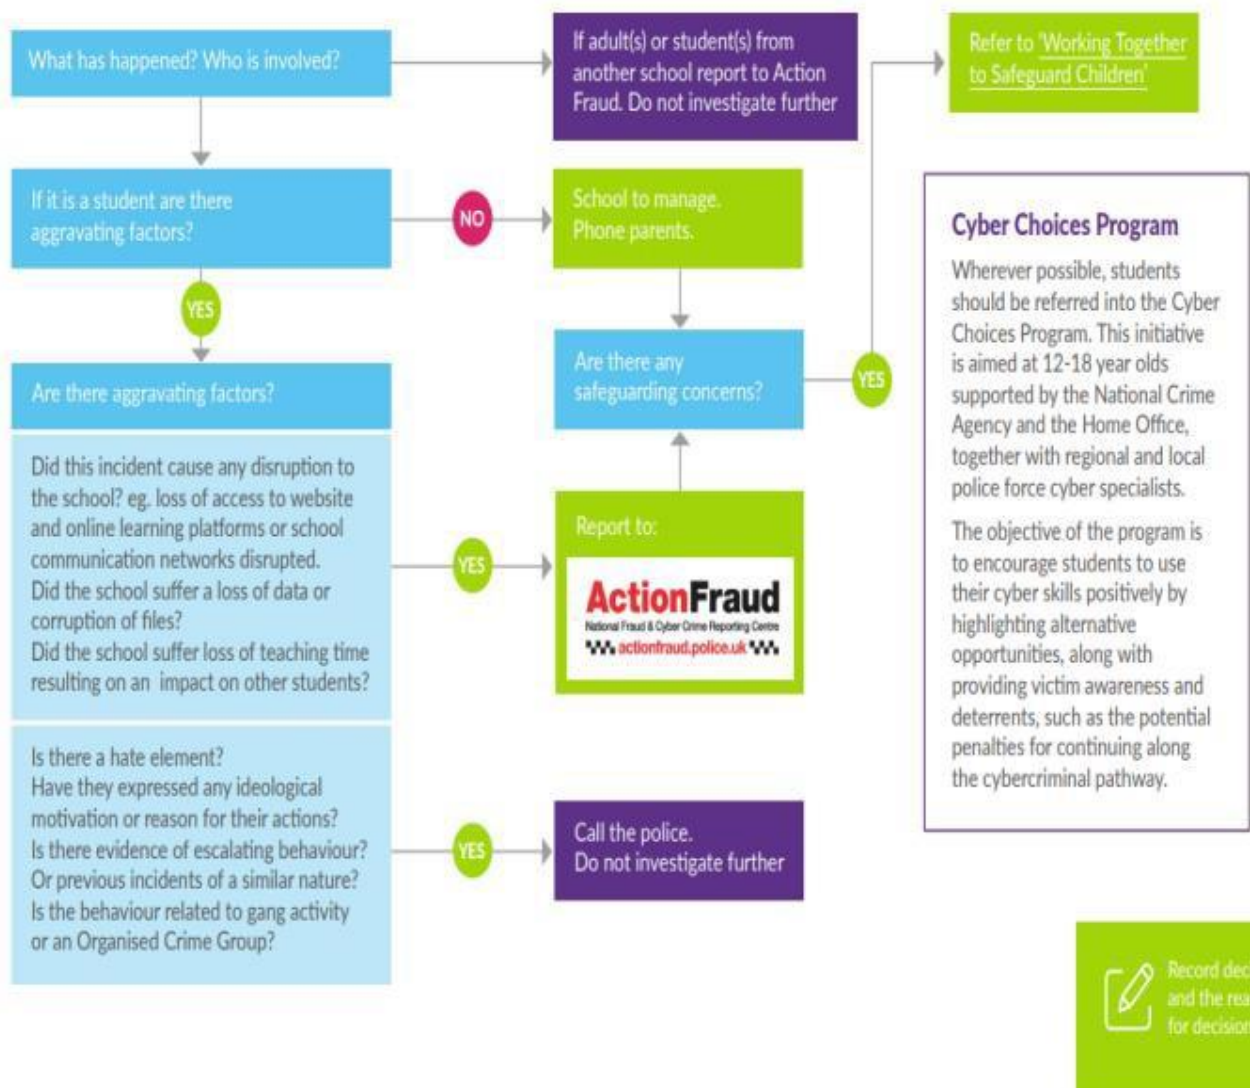 What has happened? Who is involved?
If adult(s) or student(s) from
another school report to Action
Fraud. Do not investigate further
Refer to 'Working Together
to Safeguard Children'
If it is a student are there
aggravating factors?
NO
School to manage.
Phone parents.
YES
Are there any
safeguarding concerns?
YES
Are there aggravating factors?
Did this incident cause any disruption to
the school? eg. loss of access to website
and online learning platforms or school
communication networks disrupted.
Did the school suffer a loss of data or
corruption of files?
Did the school suffer loss of teaching time
resulting on an impact on other students?
YES
Report to:
ActionFraud
National Fraud & Cyber Crime Reporting Centre
actionfraud.police.uk
Is there a hate element?
Have they expressed any ideological
motivation or reason for their actions?
Is there evidence of escalating behaviour?
Or previous incidents of a similar nature?
Is the behaviour related to gang activity
or an Organised Crime Group?
YES
Call the police.
Do not investigate further
Cyber Choices Program
Wherever possible, students
should be referred into the Cyber
Choices Program. This initiative
is aimed at 12-18 year olds
supported by the National Crime
Agency and the Home Office,
together with regional and local
police force cyber specialists.
The objective of the program is
to encourage students to use
their cyber skills positively by
highlighting alternative
opportunities, along with
providing victim awareness and
deterrents, such as the potential
penalties for continuing along
the cybercriminal pathway.
Record
and the
for decision